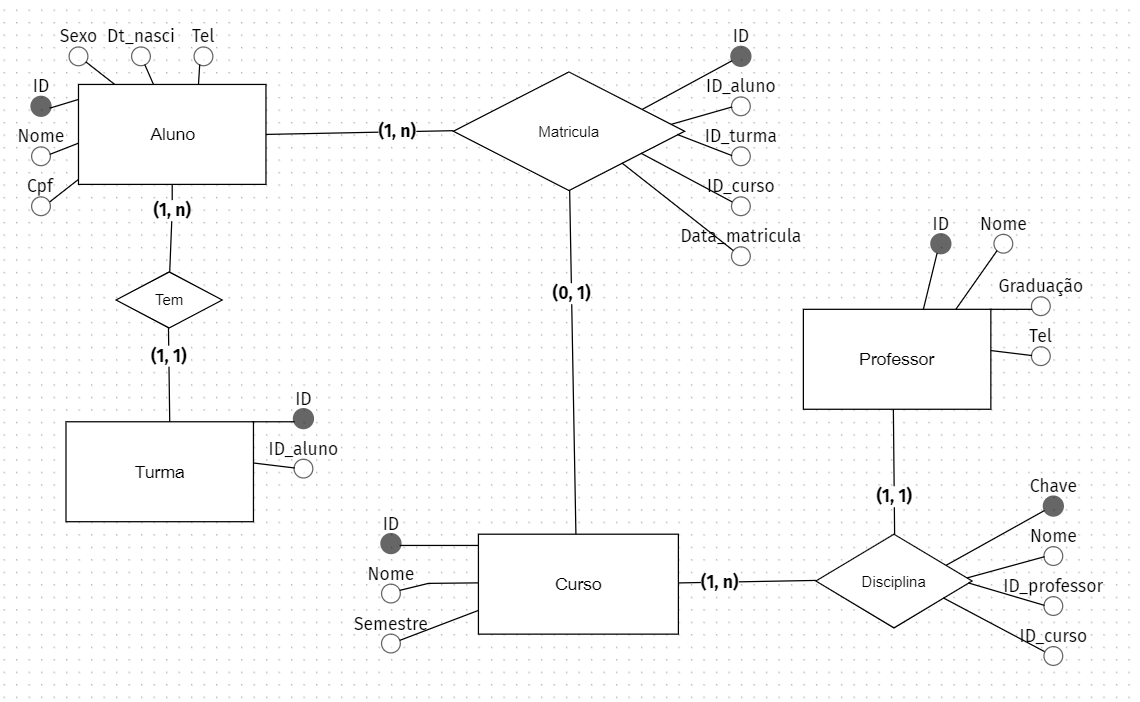 Sexo
Dt_nasci
Tel
ID
Nome
Cpf
Aluno
(1, n)
Tem
(1, 1)
Turma
ID
ID_aluno
(1, n)
Matricula
ID
ID_aluno
ID_turma
ID_curso
Data_matricula
(0, 1)
ID
Nome
Semestre
Curso
(1, n)
ID
Nome
Graduação
Tel
Professor
(1, 1)
Disciplina
Chave
Nome
ID_professor
ID_curso